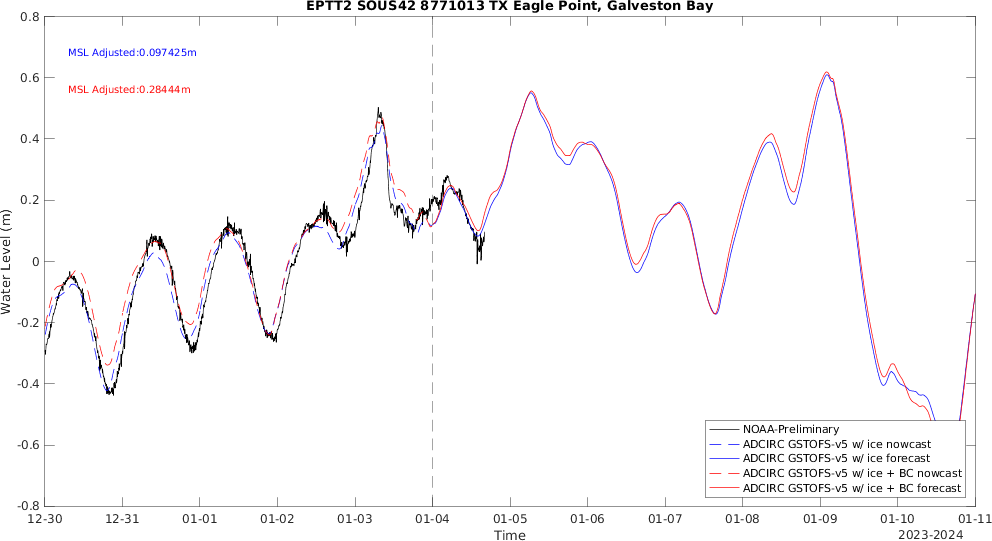 EPTT2 SOUS42 8771013 TX Eagle Point, Galveston Bay
MSL Adjusted:0.097425m
MSL Adjusted:0.28444m
Water Level (m)
0.8
0.6
0.4
0.2
0
-0.2
-0.4
-0.6
-0.8
NOAA-Preliminary
ADCIRC GSTOFS-v5 w/ ice nowcast
ADCIRC GSTOFS-v5 w/ ice forecast
ADCIRC GSTOFS-v5 w/ ice + BC nowcast
ADCIRC GSTOFS-v5 w/ ice + BC forecast
12-30 12-31 01-01 01-02 01-03 01-04 01-05 01-06 01-07 01-08 01-09 01-10 01-11
Time
2023-2024